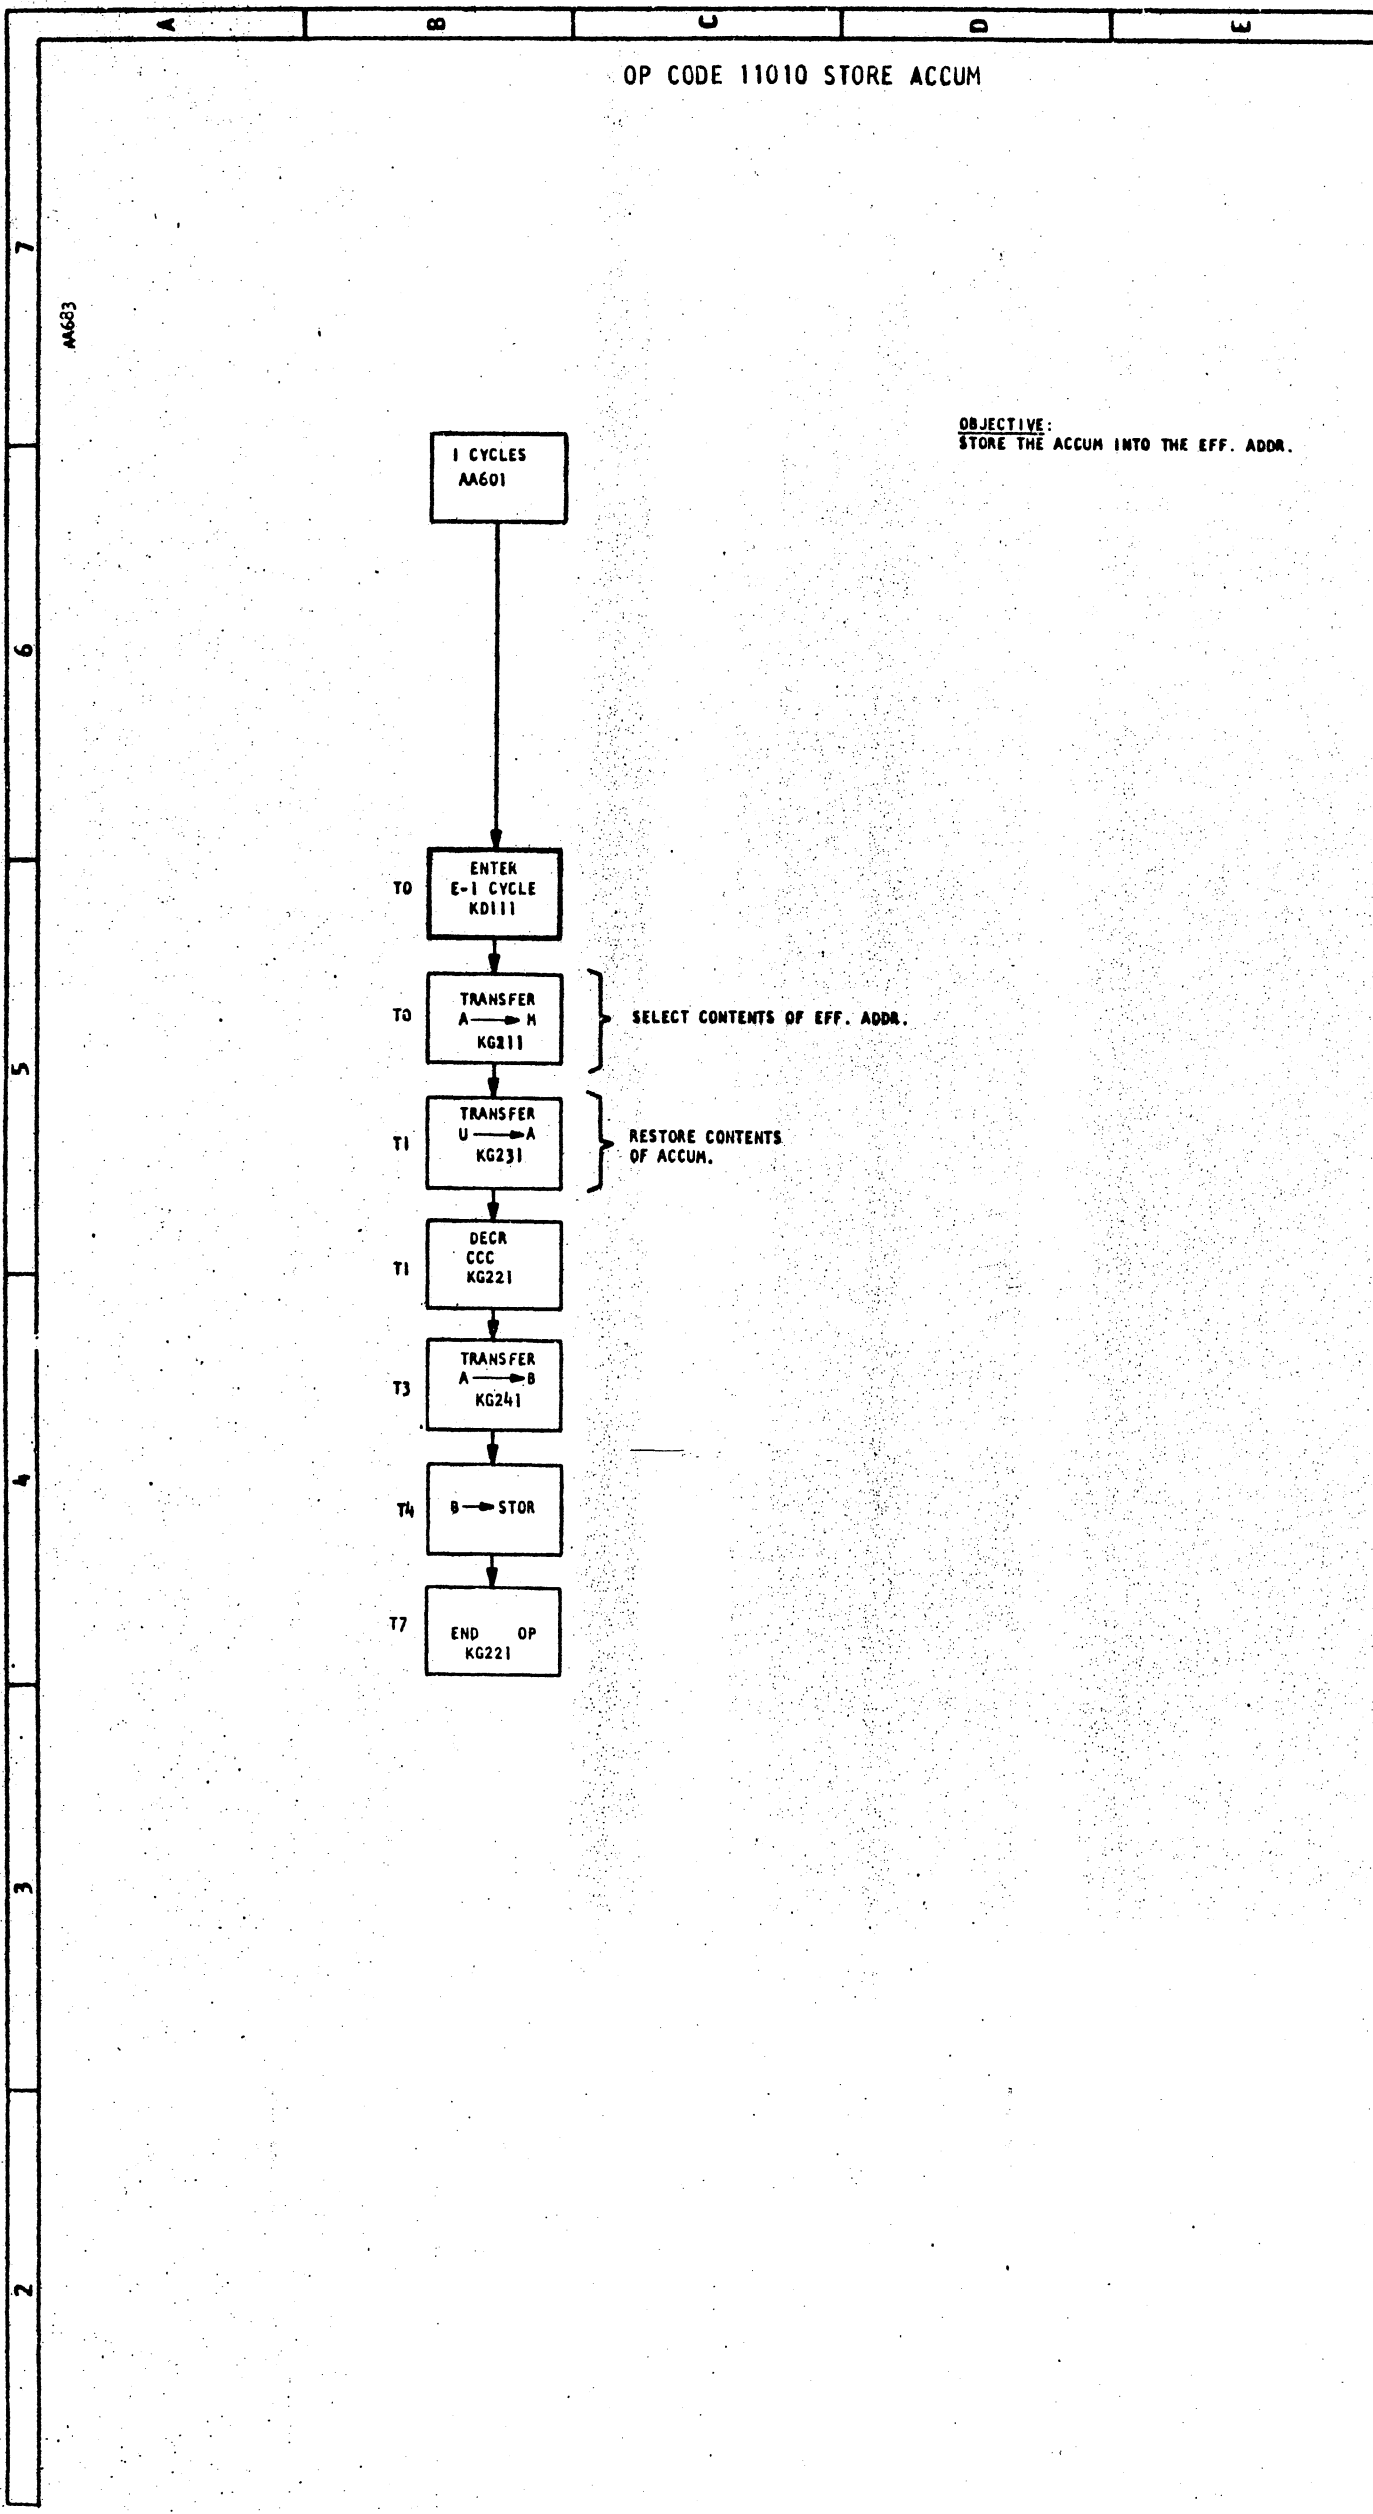 A B C D E
OP CODE 11010 STORE ACCUM
7
AA683
OBJECTIVE:
STORE THE ACCUM INTO THE EFF. ADDR.
I CYCLES
AA601
6
T0
ENTER
E-1 CYCLE
KD111
T0
TRANSFER
A → M
KG211
SELECT CONTENTS OF EFF. ADDR.
5
T1
TRANSFER
U → A
KG231
RESTORE CONTENTS
OF ACCUM.
T1
DECR
CCC
KG221
T3
TRANSFER
A → B
KG241
4
T4
B → STOR
T7
END OP
KG221
3
2